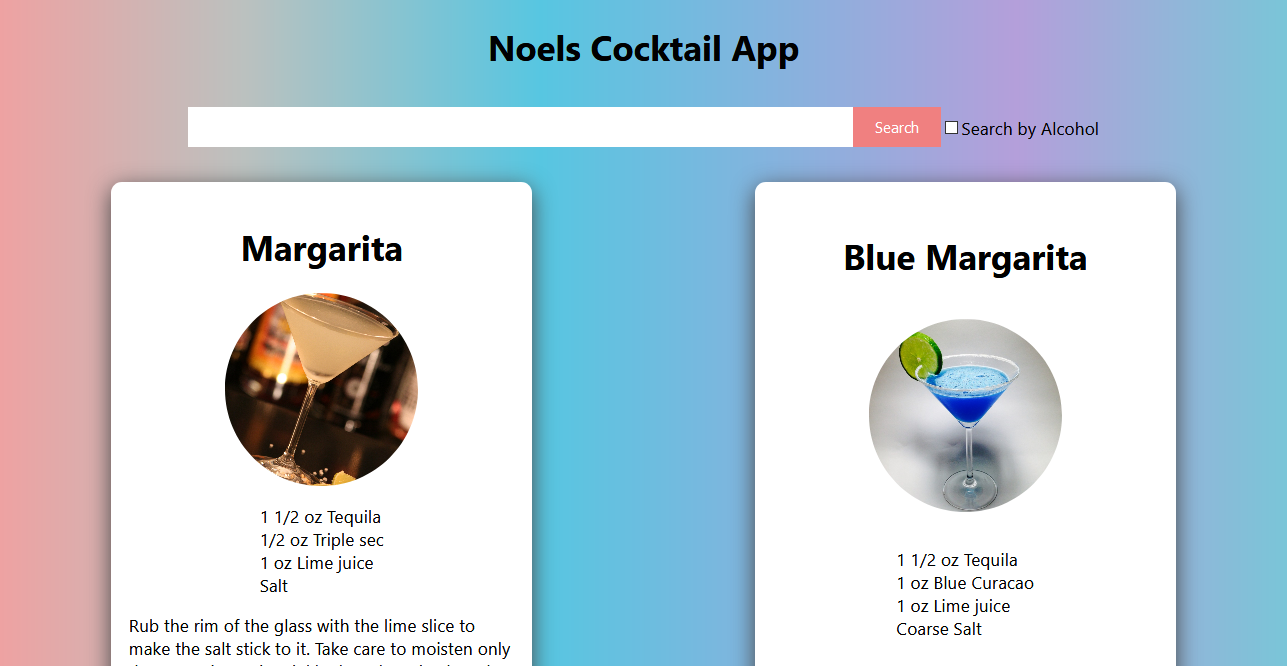 Noels Cocktail App
Search
Search by Alcohol
Margarita
1 1/2 oz Tequila
1/2 oz Triple sec
1 oz Lime juice
Salt
Rub the rim of the glass with the lime slice to
make the salt stick to it. Take care to moisten only
Blue Margarita
1 1/2 oz Tequila
1 oz Blue Curacao
1 oz Lime juice
Coarse Salt